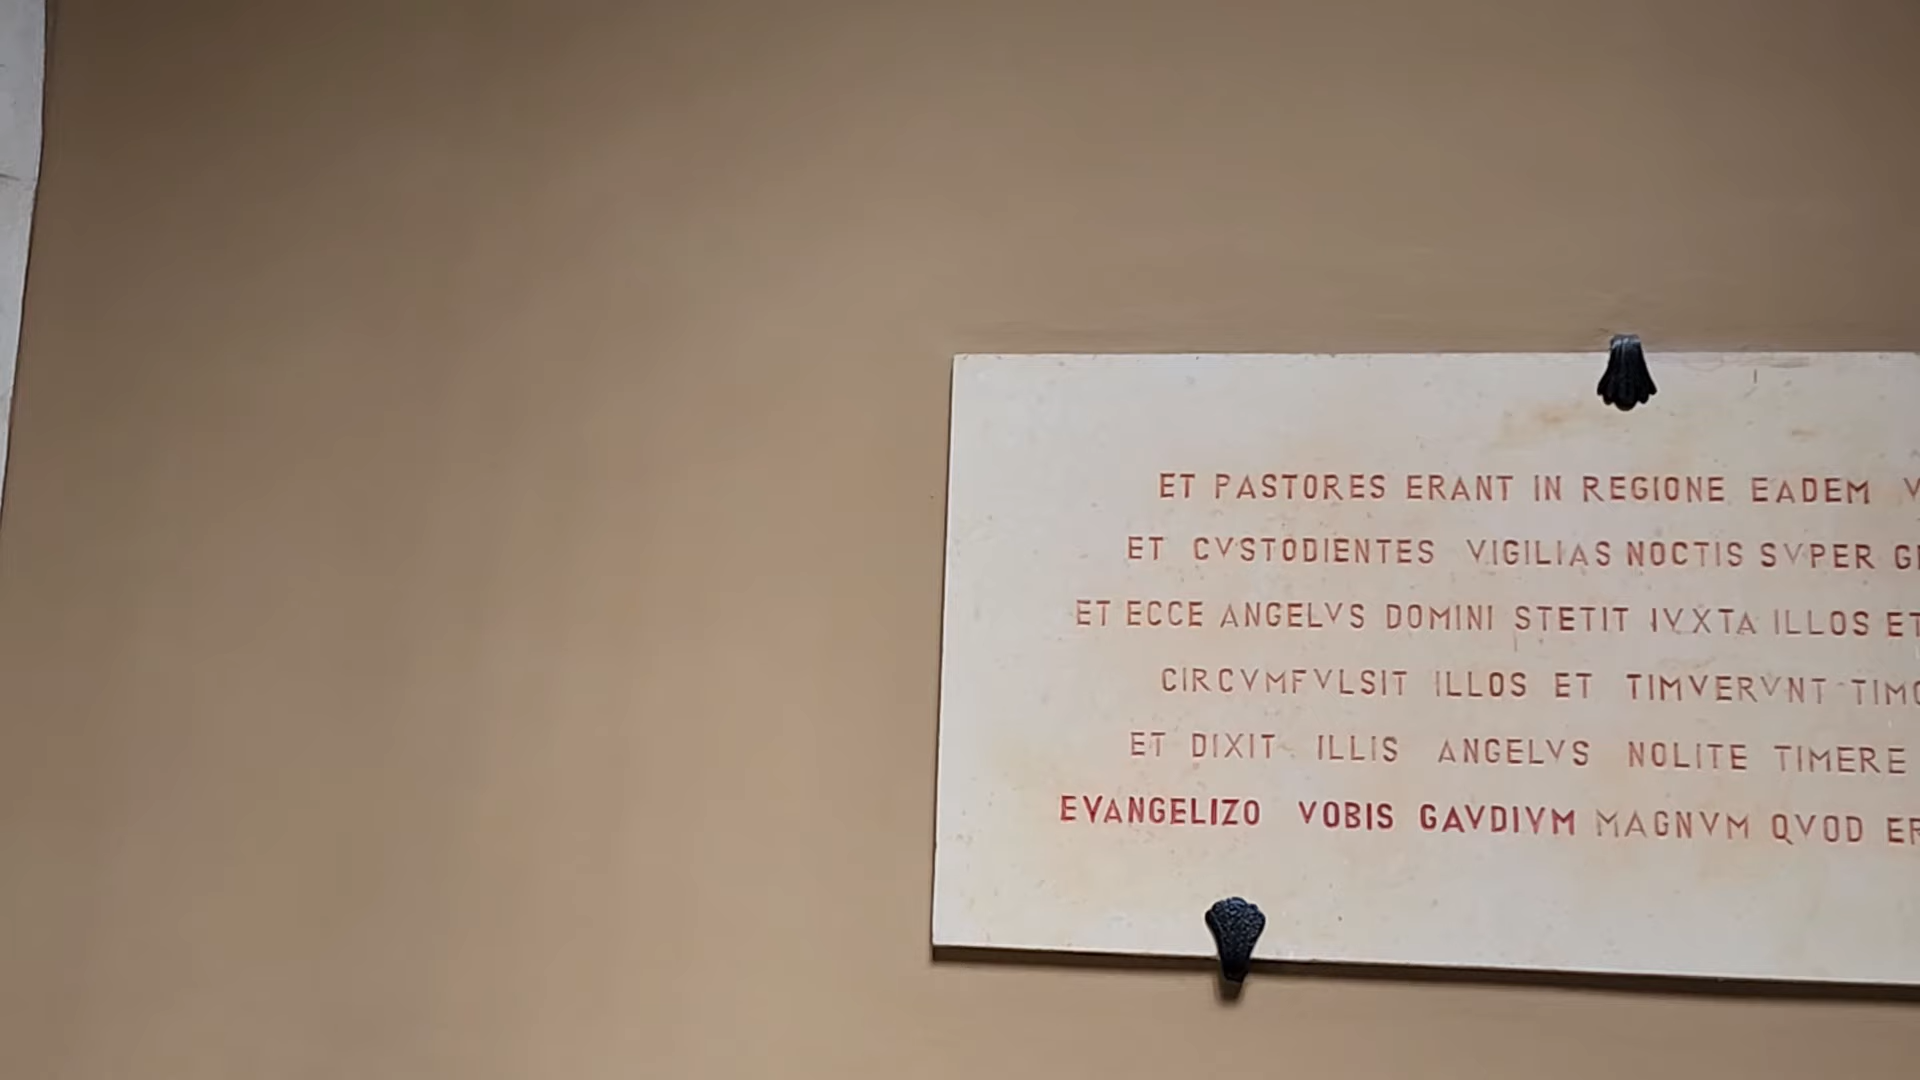 ET PASTORES ERANT IN REGIONE EADEM
ET CVSTODIENTES VIGILIAS NOCTIS SVPER
ET ECCE ANGELVS DOMINI STETIT IVXTA ILLOS ET
CIRCVMFVLSIT ILLOS ET TIMVERVNT
ET DIXIT ILLIS ANGELVS NOLITE TIMERE
EVANGELIZO VOBIS GAVDIVM MAGNVM QVOD